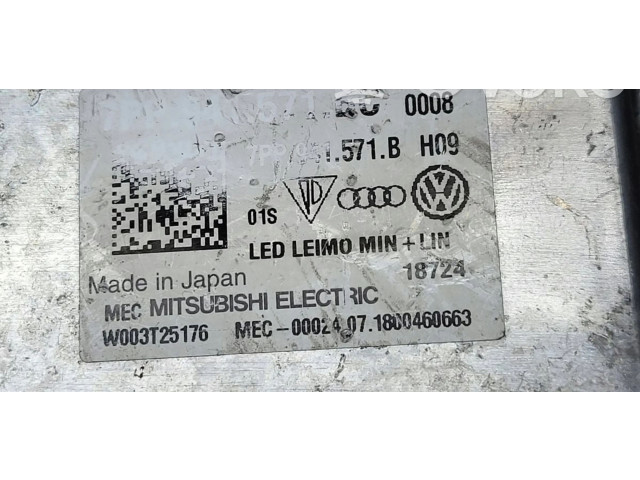 0008
.571.B H09
01S
LED LEIMO MIN + LIN
Made in Japan 18724
MEC MITSUBISHI ELECTRIC
W003T25176 MEC-00024 07.1800460663